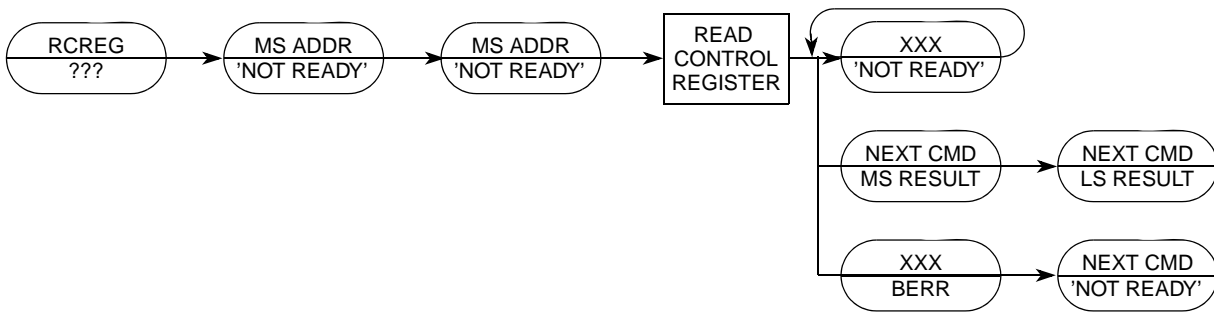 RCREG
???
MS ADDR
'NOT READY'
MS ADDR
'NOT READY'
READ
CONTROL
REGISTER
XXX
'NOT READY'
NEXT CMD
MS RESULT
NEXT CMD
LS RESULT
XXX
BERR
NEXT CMD
'NOT READY'